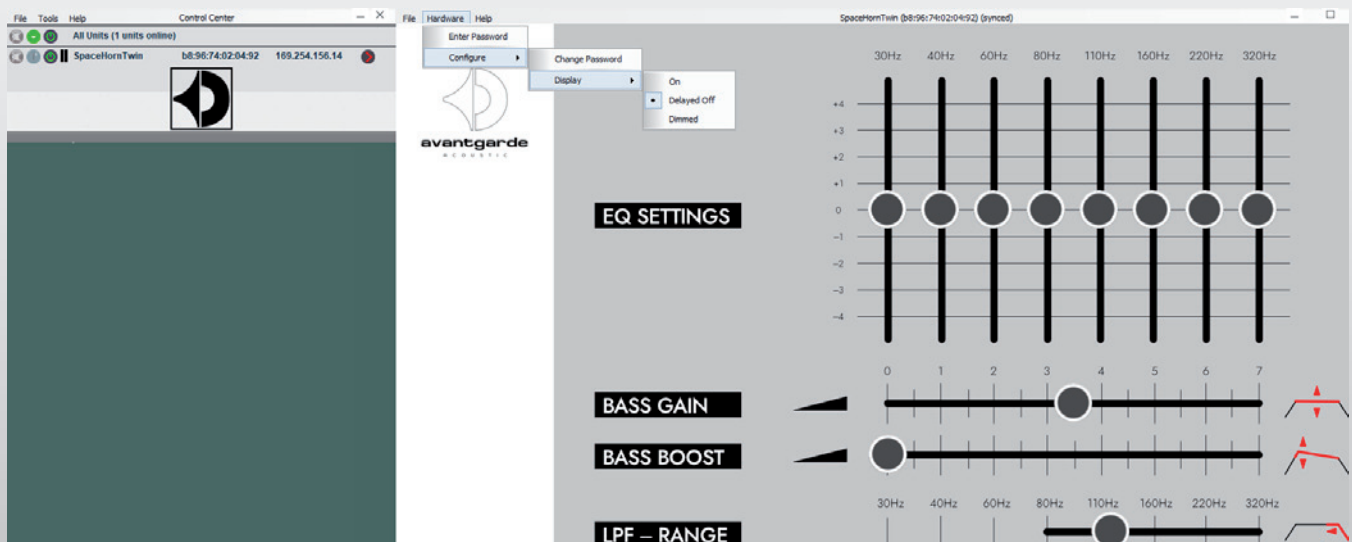 File Tools Help Control Center
All Units (1 units online)
SpaceHornTwin b8:96:74:02:04:92 169.254.156.14
File Hardware Help SpaceHornTwin (b8:96:74:02:04:92) (synced)
Enter Password
Configure
Change Password
Display
On
Delayed Off
Dimmed
avantgarde
ACOUSTIC
30Hz 40Hz 60Hz 80Hz 110Hz 160Hz 220Hz 320Hz
+4
+3
+2
+1
EQ SETTINGS 0
-1
-2
-3
-4
0 1 2 3 4 5 6 7
BASS GAIN
BASS BOOST
30Hz 40Hz 60Hz 80Hz 110Hz 160Hz 220Hz 320Hz
LPF – RANGE